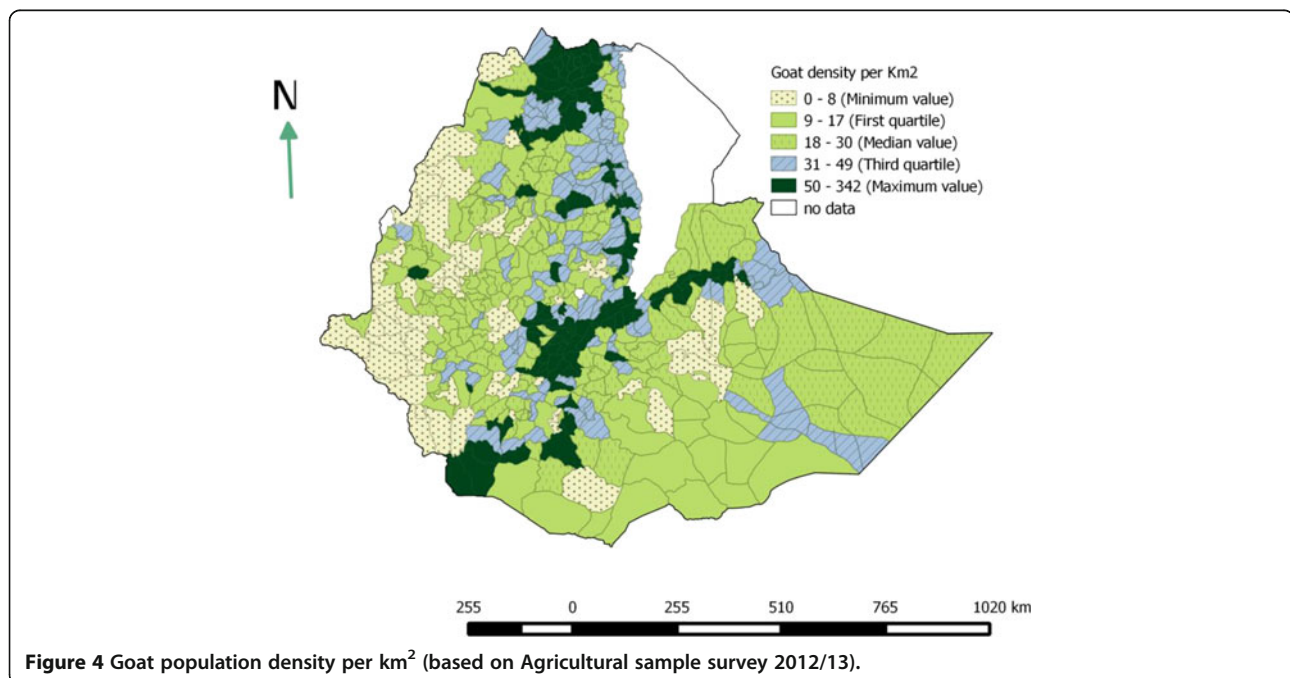 N
Goat density per Km2
0 - 8 (Minimum value)
9 - 17 (First quartile)
18 - 30 (Median value)
31 - 49 (Third quartile)
50 - 342 (Maximum value)
no data
255 0 255 510 765 1020 km
Figure 4 Goat population density per km² (based on Agricultural sample survey 2012/13).